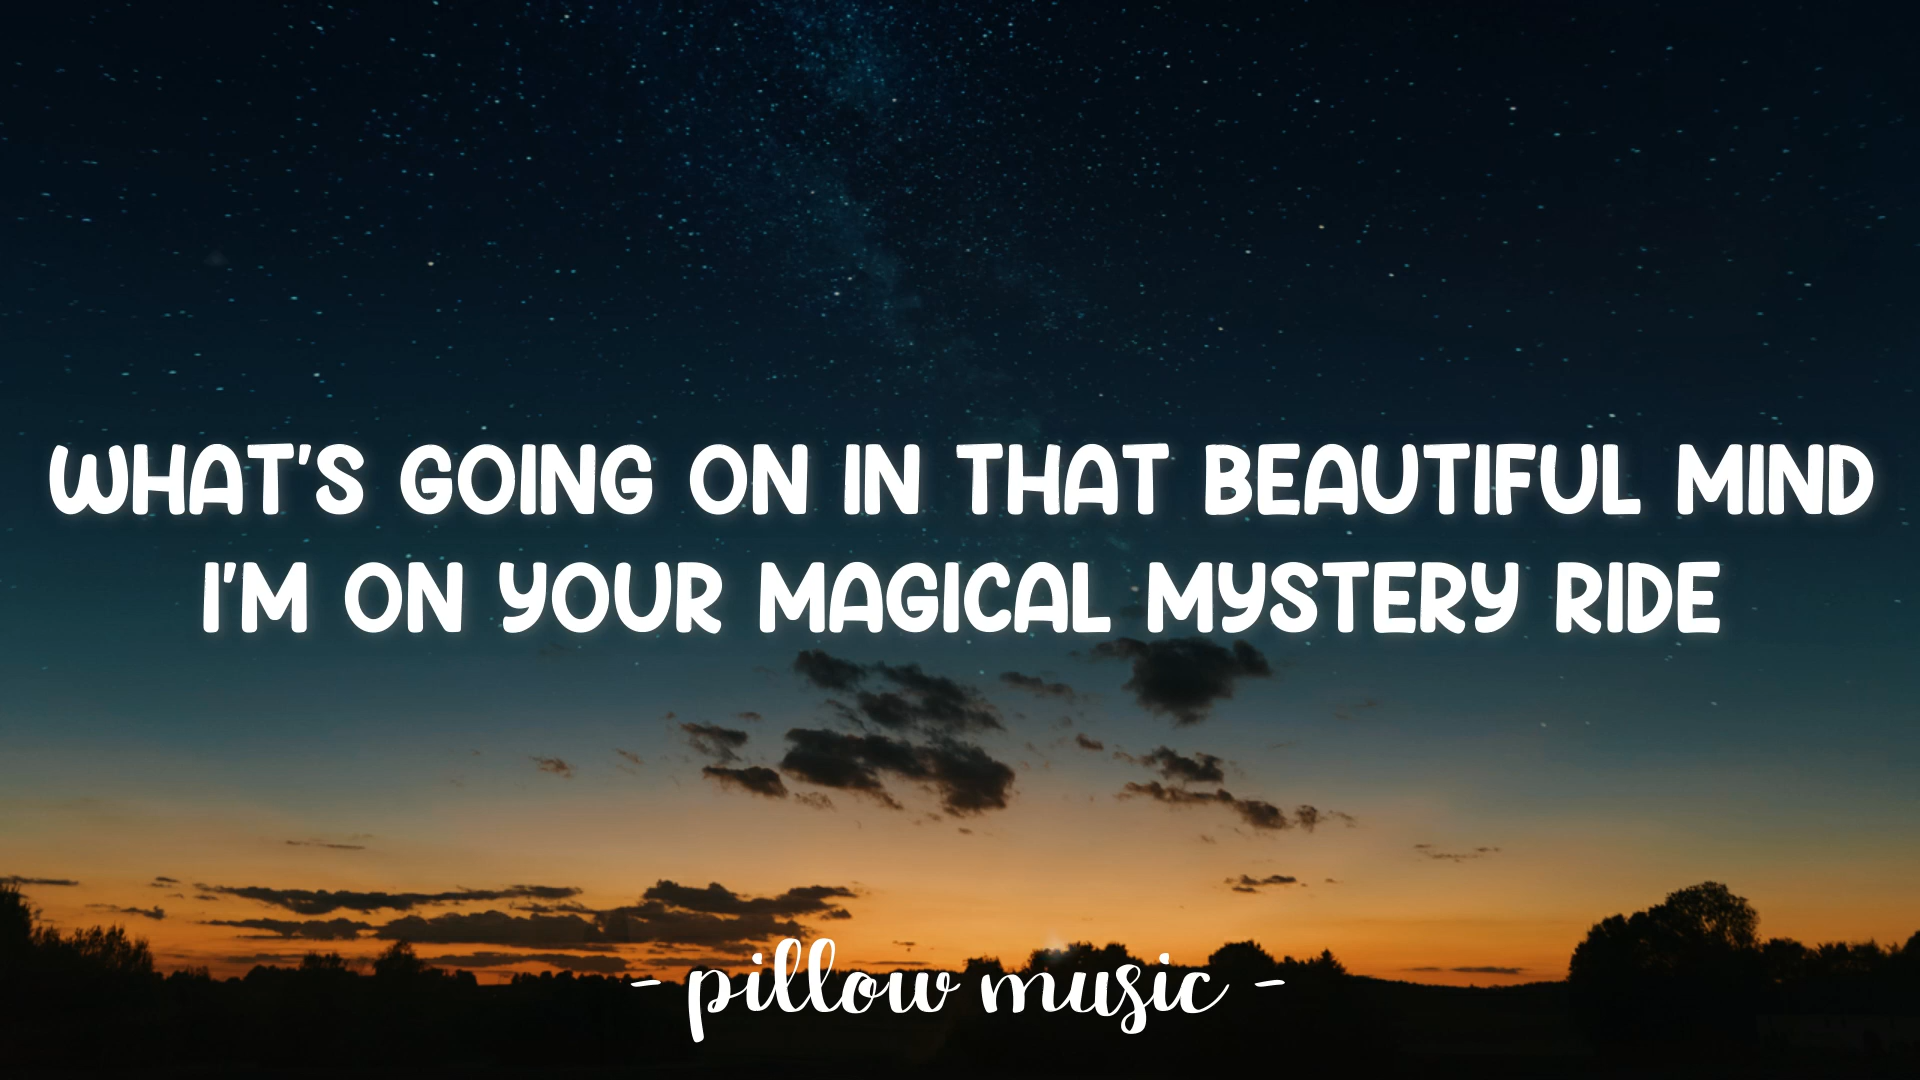 WHAT'S GOING ON IN THAT BEAUTIFUL MIND
I'M ON YOUR MAGICAL MYSTERY RIDE
- pillow music -